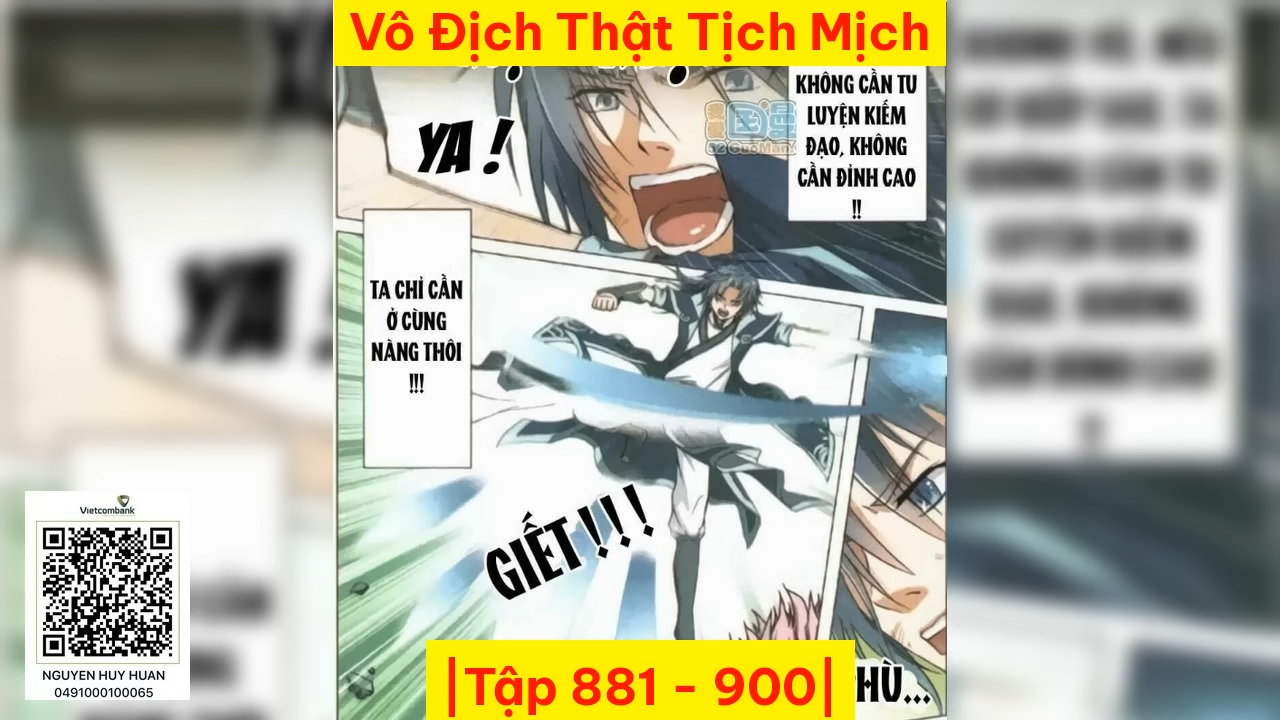 Vô Địch Thật Tịch Mịch
KHÔNG CẦN TU
LUYỆN KIẾM
ĐẠO, KHÔNG
CẦN ĐỈNH CAO
!!
YA !
TA CHỈ CẦN
Ở CÙNG
NÀNG THÔI
!!!
GIẾT ! ! !
PHÙ...
|Tập 881 - 900|
Vietcombank
NGUYEN HUY HUAN
0491000100065